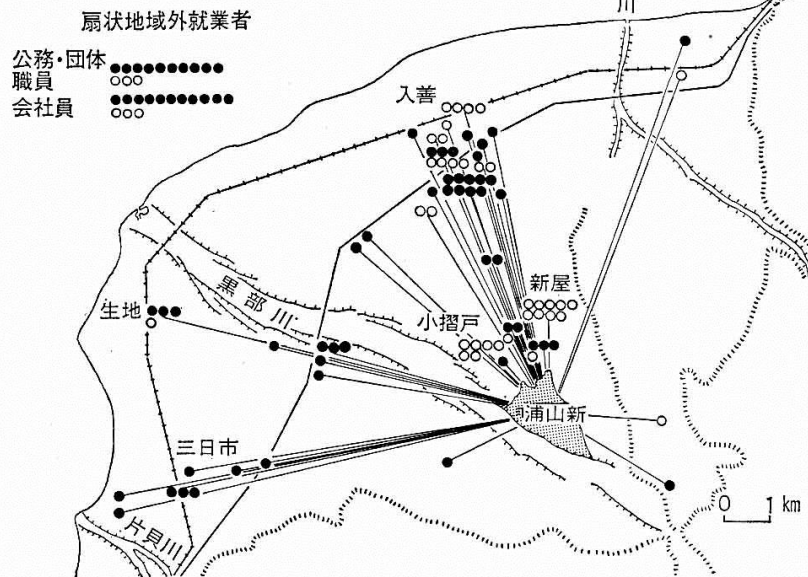 川
扇状地域外就業者
公務・団体
職員
会社員
入善
新屋
小摺戸
黒部川
生地
浦山新
三日市
片貝川
0 1 km